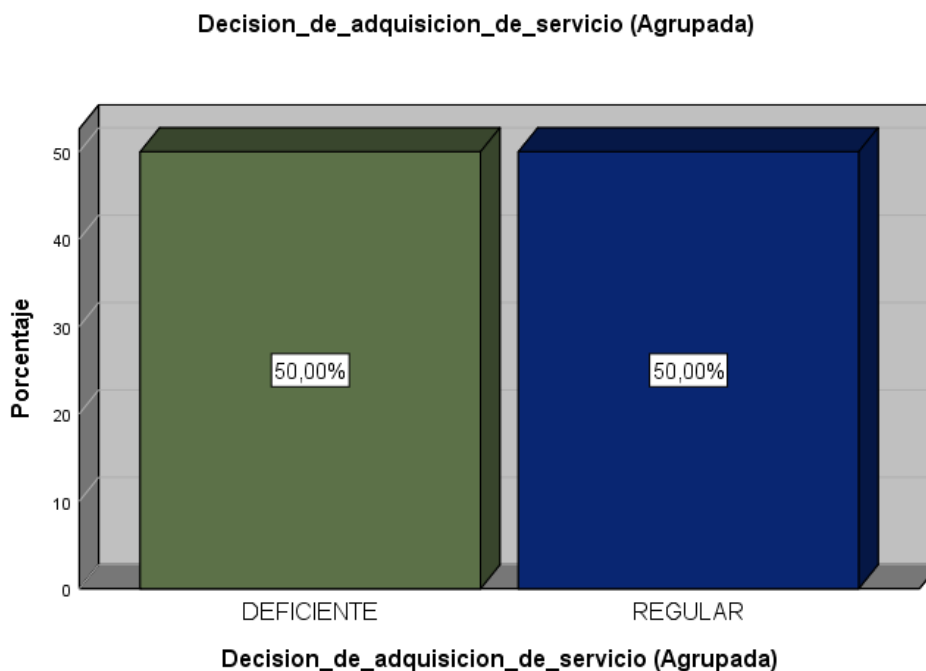 Decision_de_adquisicion_de_servicio (Agrupada)
Porcentaje
50
40
30
20
10
0
50,00%
50,00%
DEFICIENTE
REGULAR
Decision_de_adquisicion_de_servicio (Agrupada)